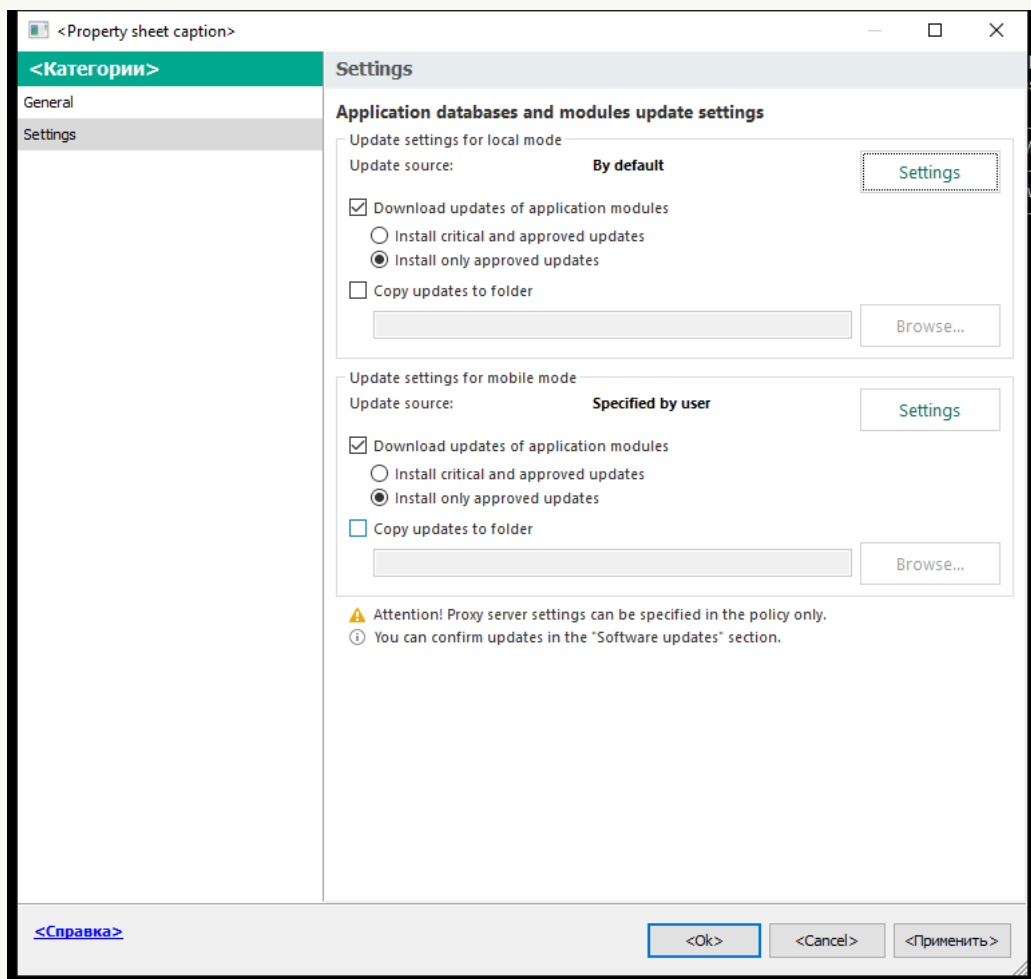 <Property sheet caption>
<Категории>
General
Settings
Settings
Application databases and modules update settings
Update settings for local mode
Update source: By default Settings
Download updates of application modules
Install critical and approved updates
Install only approved updates
Copy updates to folder
Browse...
Update settings for mobile mode
Update source: Specified by user Settings
Download updates of application modules
Install critical and approved updates
Install only approved updates
Copy updates to folder
Browse...
Attention! Proxy server settings can be specified in the policy only.
You can confirm updates in the "Software updates" section.
<Справка>
<Ok> <Cancel> <Применить>